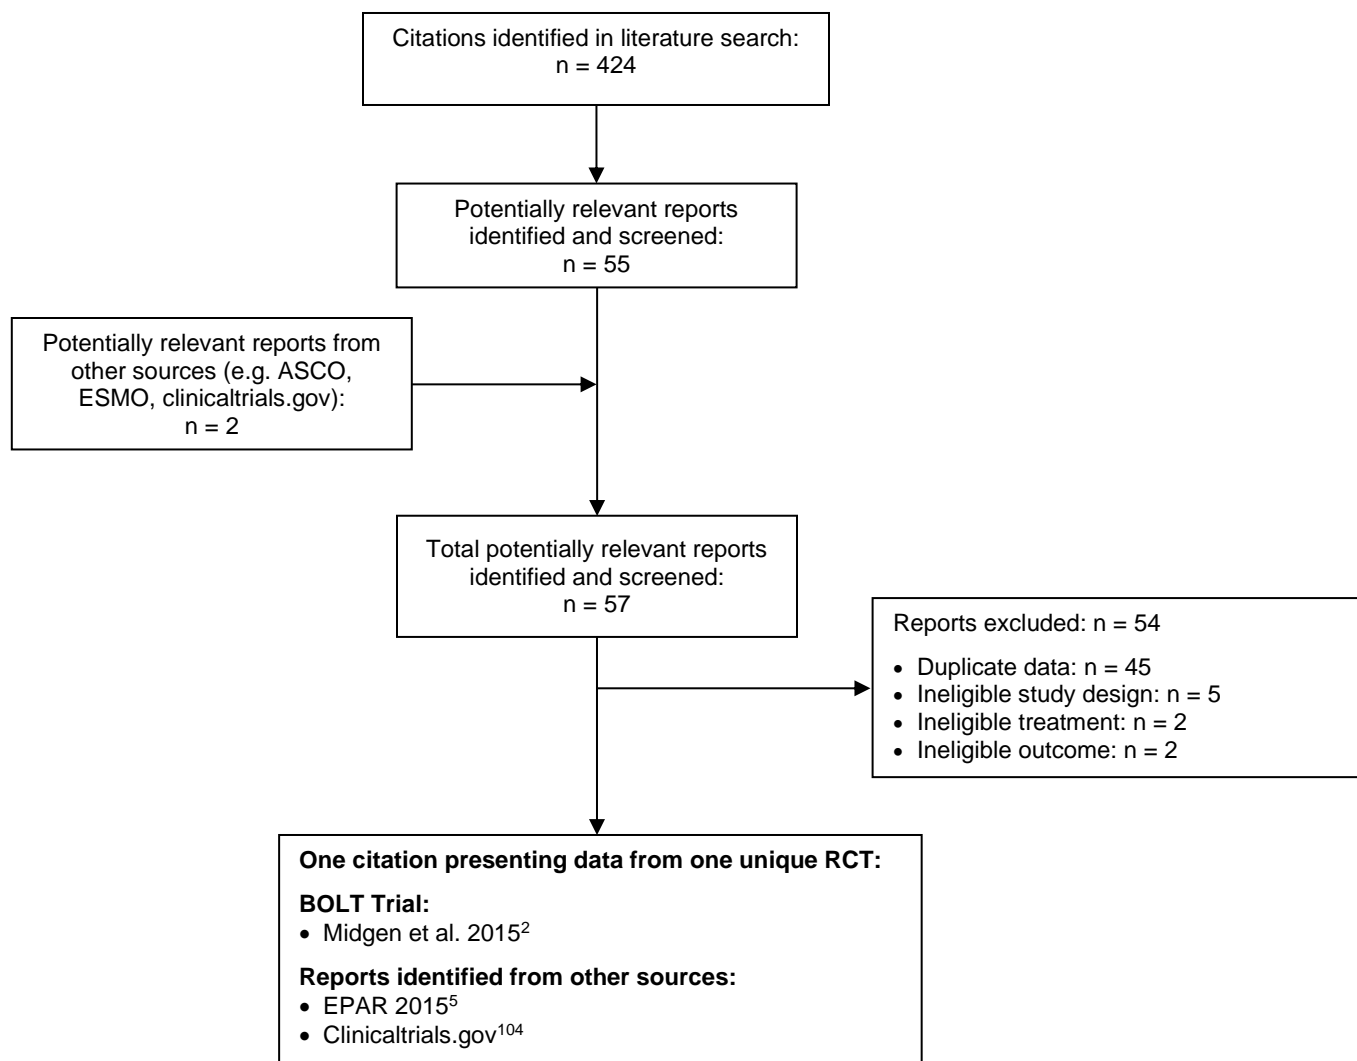 Citations identified in literature search:
n = 424
Potentially relevant reports
identified and screened:
n = 55
Potentially relevant reports from
other sources (e.g. ASCO,
ESMO, clinicaltrials.gov):
n = 2
Total potentially relevant reports
identified and screened:
n = 57
Reports excluded: n = 54
• Duplicate data: n = 45
• Ineligible study design: n = 5
• Ineligible treatment: n = 2
• Ineligible outcome: n = 2
One citation presenting data from one unique RCT:
BOLT Trial:
• Midgen et al. 2015²
Reports identified from other sources:
• EPAR 2015⁵
• Clinicaltrials.gov¹⁰⁴